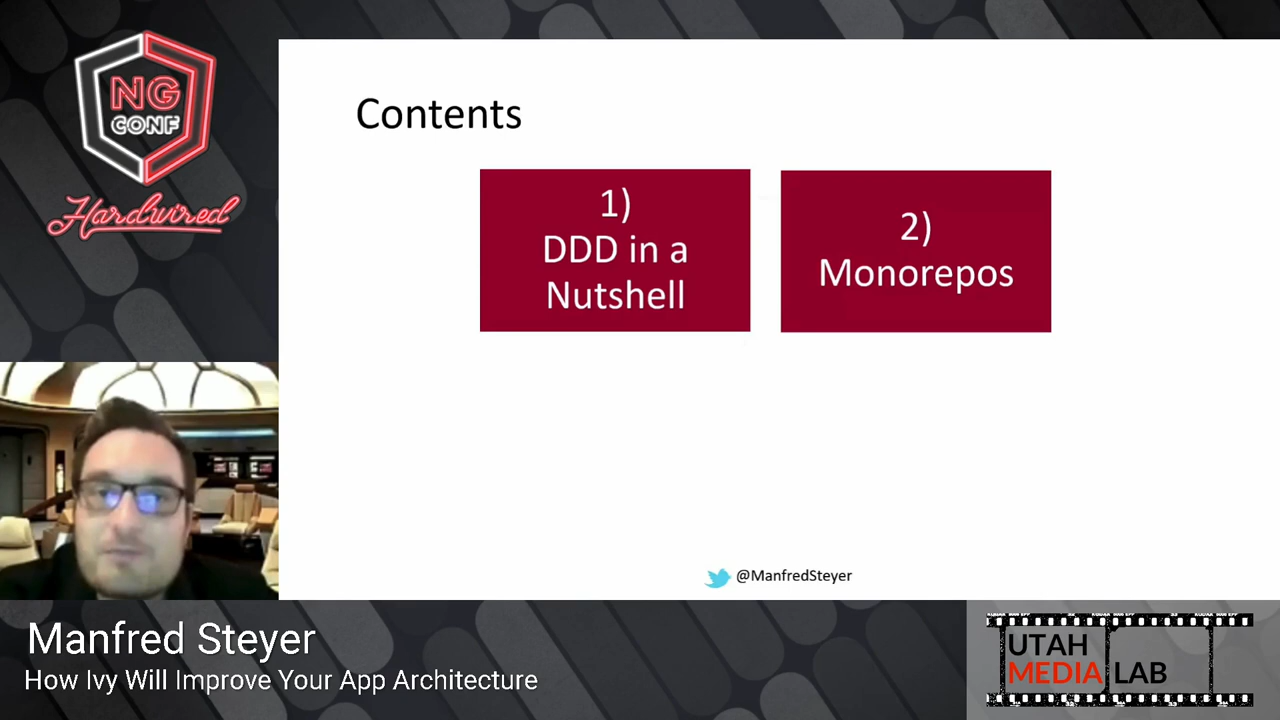 NG
CONF
Hardwired
Contents
1)
DDD in a
Nutshell
2)
Monorepos
@ManfredSteyer
Manfred Steyer
How Ivy Will Improve Your App Architecture
UTAH
MEDIA LAB